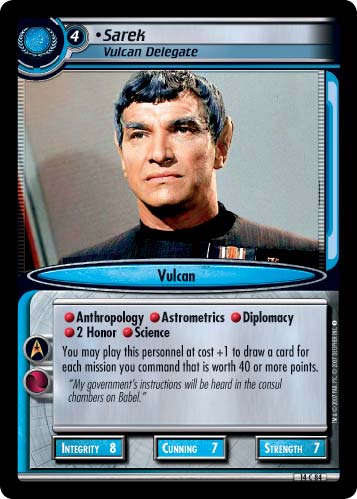 4
•Sarek
Vulcan Delegate
Vulcan
•Anthropology •Astrometrics •Diplomacy
•2 Honor •Science
You may play this personnel at cost +1 to draw a card for
each mission you command that is worth 40 or more points.
"My government's instructions will be heard in the consul
chambers on Babel."
INTEGRITY 8
CUNNING 7
STRENGTH 7
14 C 84